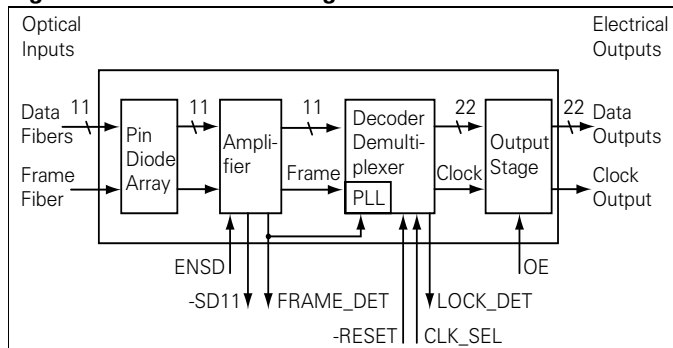 Optical
Inputs
Electrical
Outputs
Data
Fibers
11
Frame
Fiber
Pin
Diode
Array
11
Ampli-
fier
11
Frame
Decoder
Demulti-
plexer
PLL
22
Clock
Output
Stage
22
Data
Outputs
Clock
Output
ENSD
OE
-SD11
FRAME_DET
LOCK_DET
-RESET
CLK_SEL